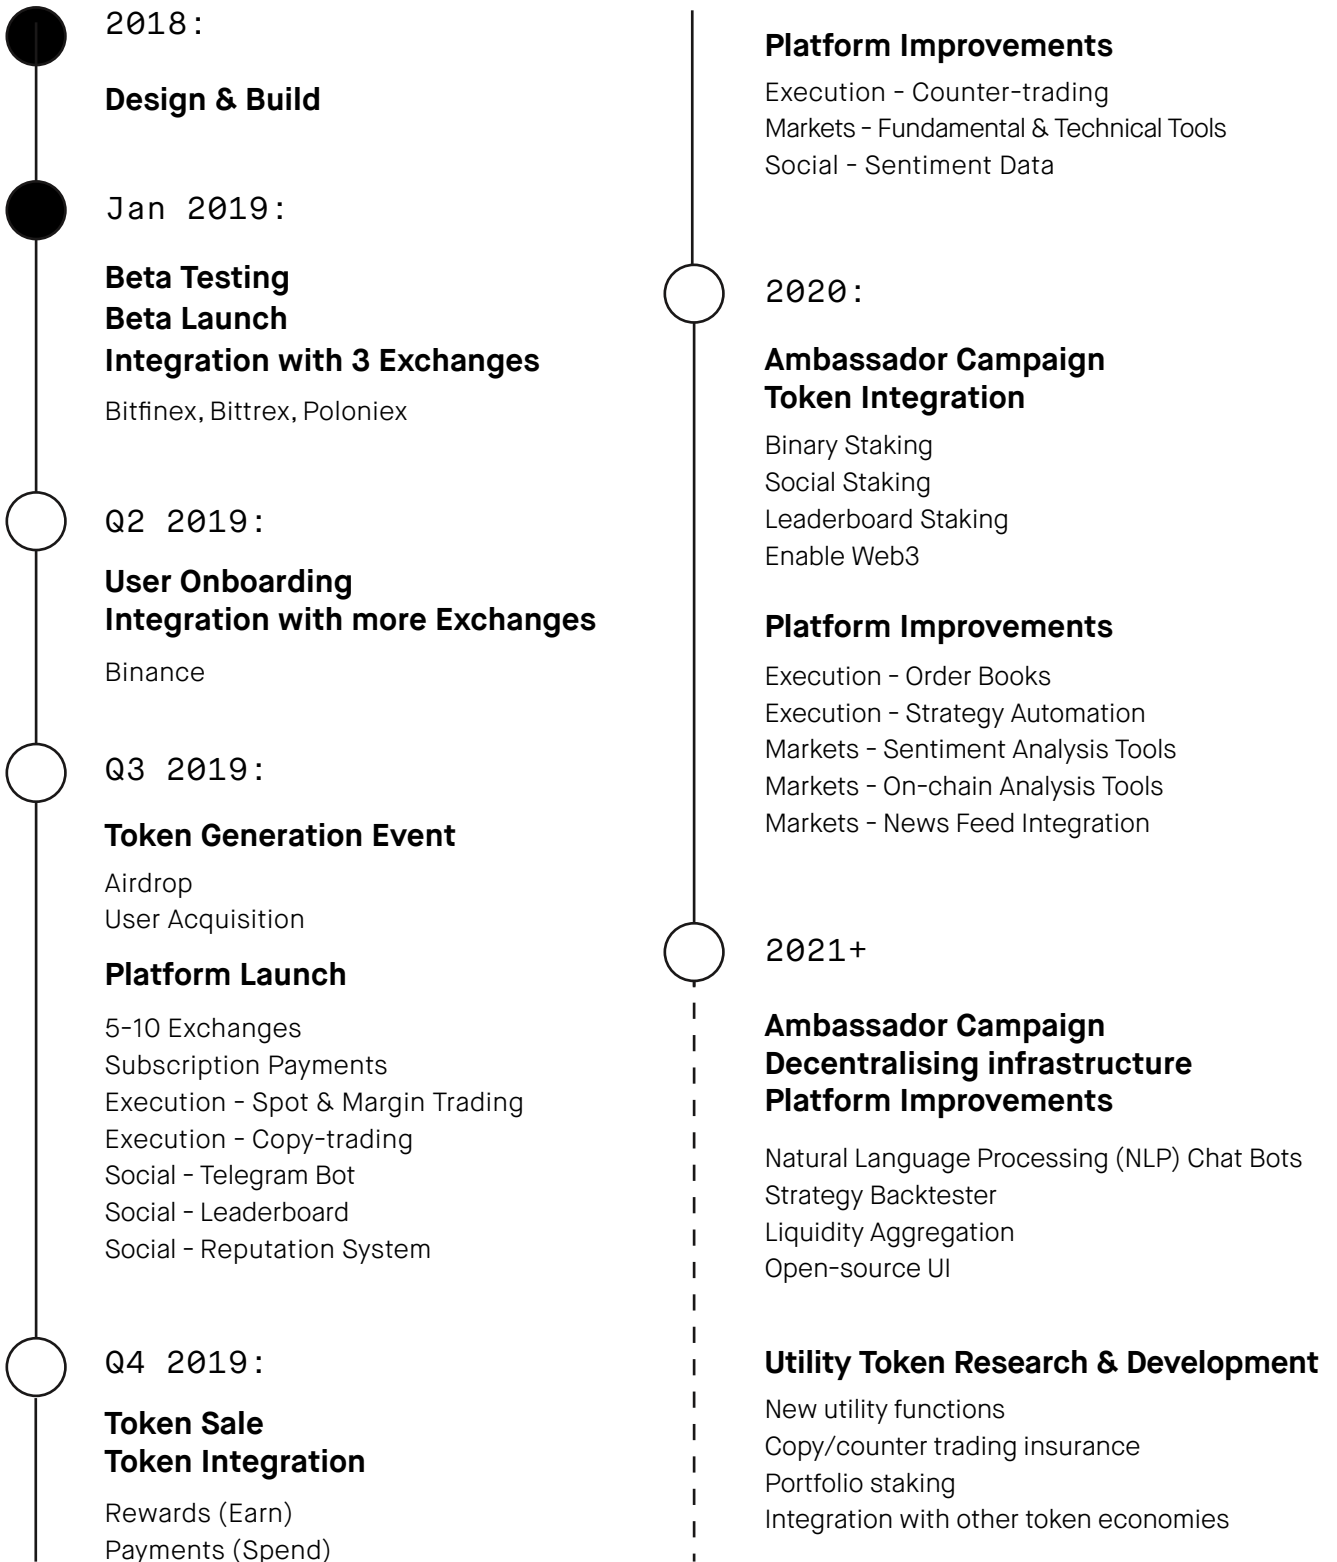 2018:
Design & Build
Jan 2019:
Beta Testing
Beta Launch
Integration with 3 Exchanges
Bitfinex, Bittrex, Poloniex
Q2 2019:
User Onboarding
Integration with more Exchanges
Binance
Q3 2019:
Token Generation Event
Airdrop
User Acquisition
Platform Launch
5-10 Exchanges
Subscription Payments
Execution - Spot & Margin Trading
Execution - Copy-trading
Social - Telegram Bot
Social - Leaderboard
Social - Reputation System
Q4 2019:
Token Sale
Token Integration
Rewards (Earn)
Payments (Spend)
Platform Improvements
Execution - Counter-trading
Markets - Fundamental & Technical Tools
Social - Sentiment Data
2020:
Ambassador Campaign
Token Integration
Binary Staking
Social Staking
Leaderboard Staking
Enable Web3
Platform Improvements
Execution - Order Books
Execution - Strategy Automation
Markets - Sentiment Analysis Tools
Markets - On-chain Analysis Tools
Markets - News Feed Integration
2021+
Ambassador Campaign
Decentralising infrastructure
Platform Improvements
Natural Language Processing (NLP) Chat Bots
Strategy Backtester
Liquidity Aggregation
Open-source UI
Utility Token Research & Development
New utility functions
Copy/counter trading insurance
Portfolio staking
Integration with other token economies